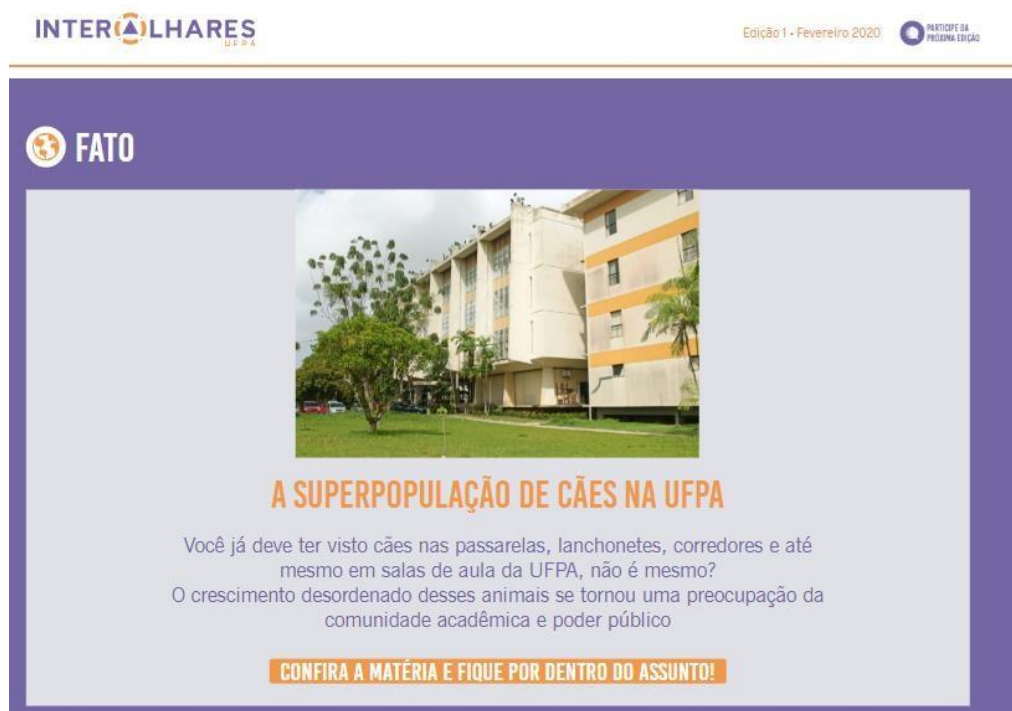 INTEROLHARES
UFPA
Edição 1 - Fevereiro 2020
PARTICIPE DA
PRÓXIMA EDIÇÃO
FATO
A SUPERPOPULAÇÃO DE CÃES NA UFPA
Você já deve ter visto cães nas passarelas, lanchonetes, corredores e até
mesmo em salas de aula da UFPA, não é mesmo?
O crescimento desordenado desses animais se tornou uma preocupação da
comunidade acadêmica e poder público
CONFIRA A MATÉRIA E FIQUE POR DENTRO DO ASSUNTO!